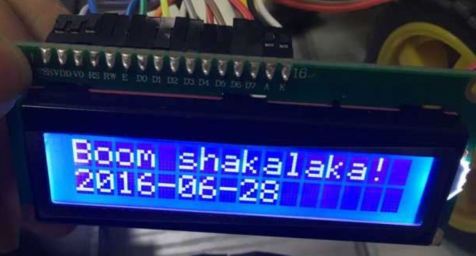 VSS VDD V0 RS RW E D0 D1 D2 D3 D4 D5 D6 D7 A K 16
Boom shakalaka!
2016-06-28